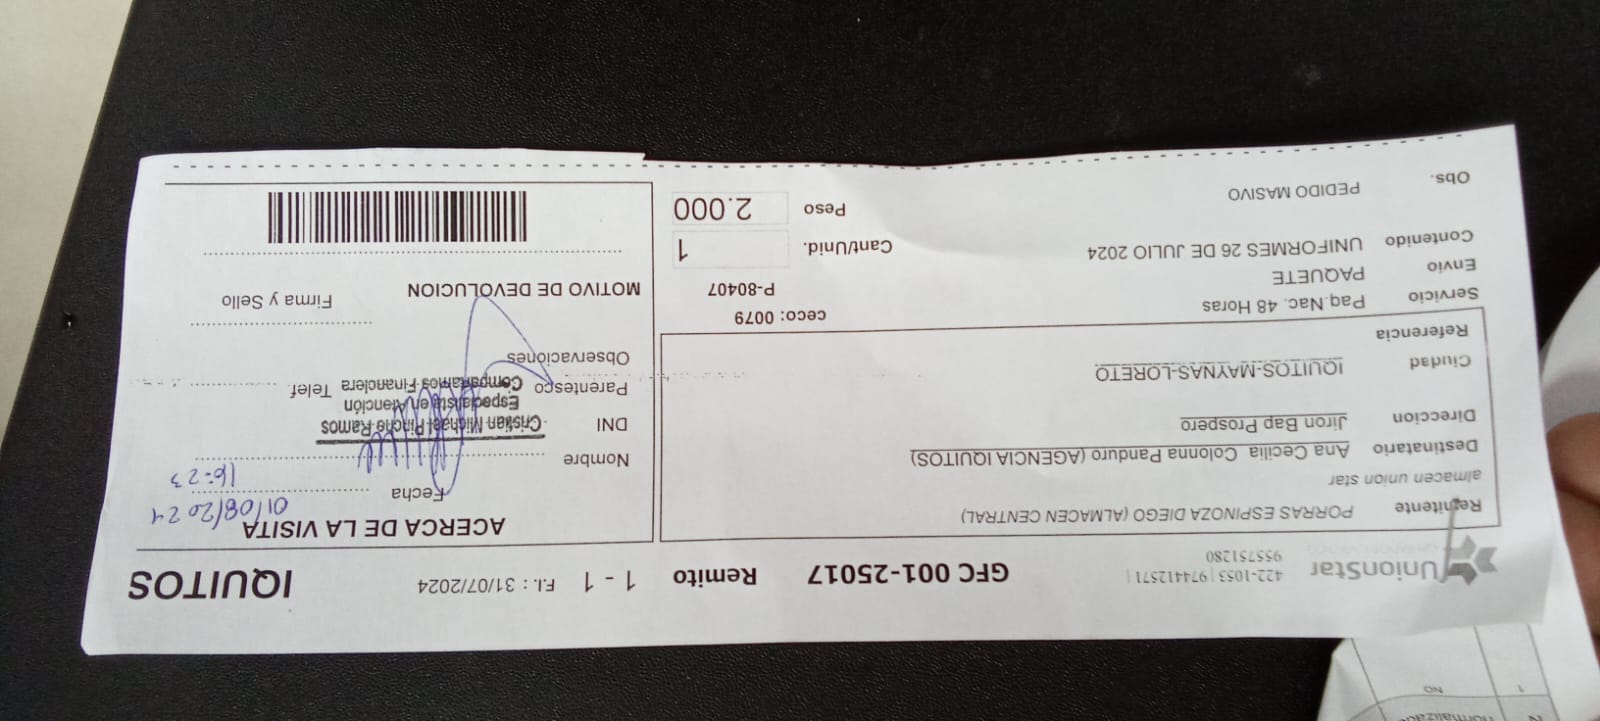 UnionStar
422-1053 | 974412571 |
955751280
GFC 001-25017
Remito
1 - 1
F.I. : 31/07/2024
IQUITOS
Remitente PORRAS ESPINOZA DIEGO (ALMACEN CENTRAL)
almacen union star
Destinatario Ana Cecilia Colonna Panduro (AGENCIA IQUITOS)
Direccion Jiron Bap Prospero
Ciudad IQUITOS-MAYNAS-LORETO
Referencia
Servicio Paq.Nac. 48 Horas
ceco: 0079
Envio PAQUETE
P-80407
Contenido UNIFORMES 26 DE JULIO 2024
Cant/Unid. 1
Obs. PEDIDO MASIVO
Peso 2.000
ACERCA DE LA VISITA
Fecha 01/08/2024
16:23
Nombre
DNI
Cristian Michael Pinche Ramos
Especialista en Atención
Parentesco
Compartamos Financiera
Telef
Observaciones
MOTIVO DE DEVOLUCION
Firma y Sello
NO
1